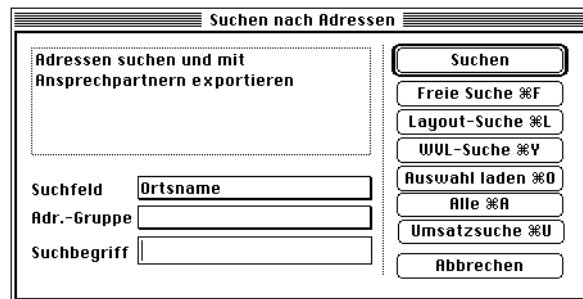 Suchen nach Adressen
Adressen suchen und mit
Ansprechpartnern exportieren
Suchfeld
Ortsname
Adr.-Gruppe
Suchbegriff
Suchen
Freie Suche ⌘F
Layout-Suche ⌘L
WVL-Suche ⌘Y
Auswahl laden ⌘O
Alle ⌘A
Umsatzsuche ⌘U
Abbrechen